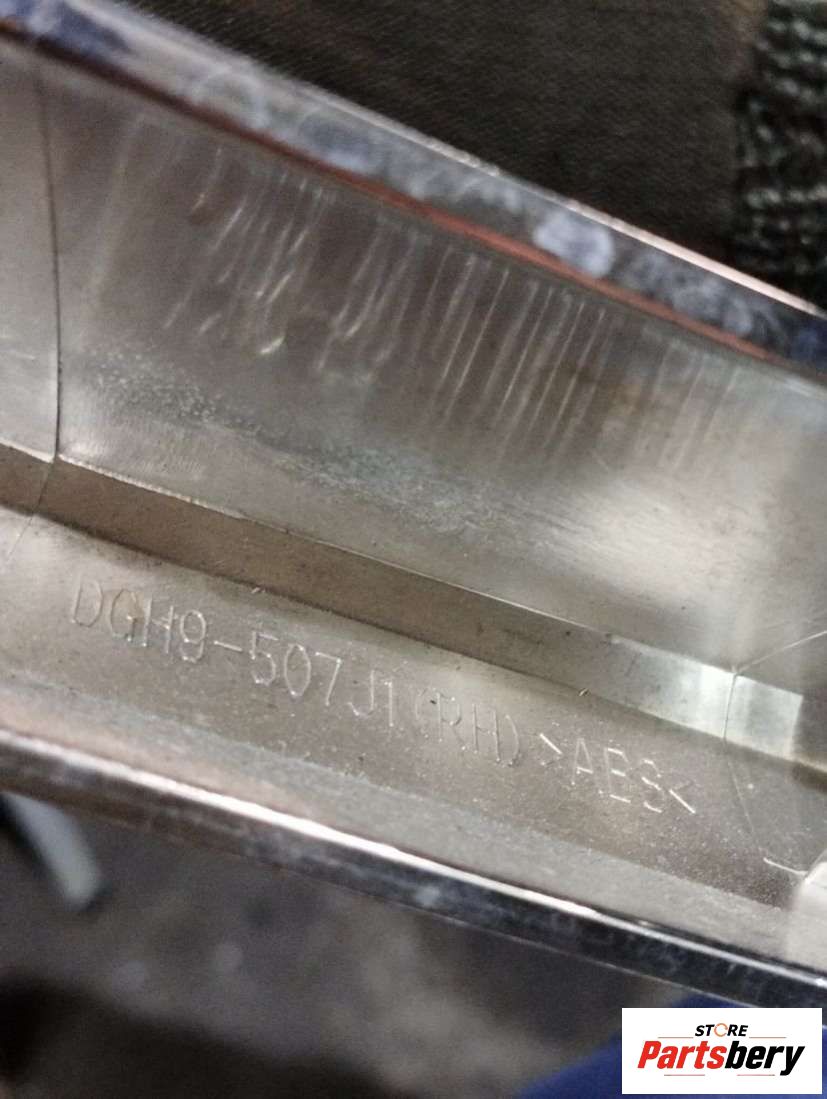 DGH9-507J1(RH) >ABS<
STORE
Partsbery